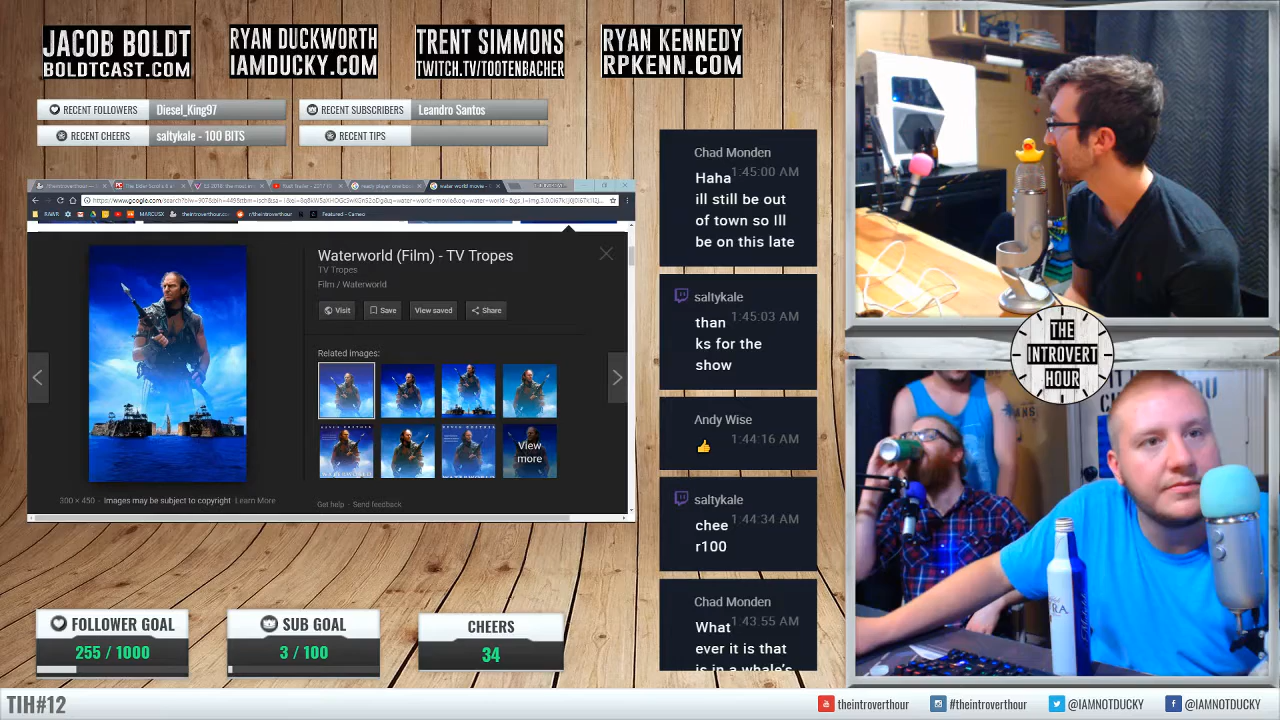 JACOB BOLDT
BOLDTCAST.COM
RYAN DUCKWORTH
IAMDUCKY.COM
TRENT SIMMONS
TWITCH.TV/TOOTENBACHER
RYAN KENNEDY
RPKENN.COM
RECENT FOLLOWERS Diesel_King97
RECENT SUBSCRIBERS Leandro Santos
RECENT CHEERS saltykale - 100 BITS
RECENT TIPS
Featured - Cameo
Waterworld (Film) - TV Tropes
TV Tropes
Film / Waterworld
Visit
Save
View saved
Share
Related images:
View
more
300 × 450 - Images may be subject to copyright Learn More
Get help - Send feedback
Chad Monden
1:45:00 AM
Haha
ill still be out
of town so Ill
be on this late
saltykale
1:45:03 AM
than
ks for the
show
Andy Wise
1:44:16 AM
saltykale
1:44:34 AM
chee
r100
Chad Monden
1:43:55 AM
What
ever it is that
is in a whale's
THE
INTROVERT
HOUR
FOLLOWER GOAL
255 / 1000
SUB GOAL
3 / 100
CHEERS
34
TIH#12
theintroverthour
#theintroverthour
@IAMNOTDUCKY
@IAMNOTDUCKY